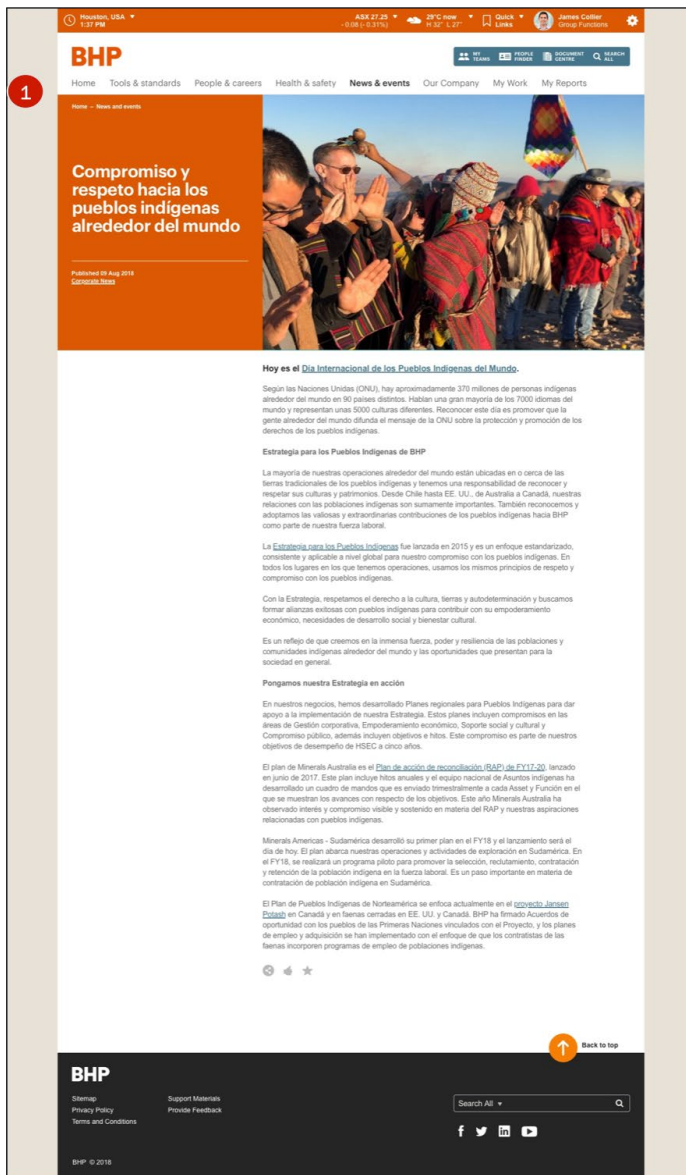 Houston, USA
1:37 PM
ASX 27.25
- 0.08 (- 0.31%)
29°C now
H 32° L 27°
Quick
Links
James Collier
Group Functions
BHP
MY
TEAMS
PEOPLE
FINDER
DOCUMENT
CENTRE
SEARCH
ALL
1
Home Tools & standards People & careers Health & safety News & events Our Company My Work My Reports
Home – News and events
Compromiso y
respeto hacia los
pueblos indígenas
alrededor del mundo
Published 09 Aug 2018
Corporate News
Hoy es el Día Internacional de los Pueblos Indígenas del Mundo.
Según las Naciones Unidas (ONU), hay aproximadamente 370 millones de personas indígenas
alrededor del mundo en 90 países distintos. Hablan una gran mayoría de los 7000 idiomas del
mundo y representan unas 5000 culturas diferentes. Reconocer este día es promover que la
gente alrededor del mundo difunda el mensaje de la ONU sobre la protección y promoción de los
derechos de los pueblos indígenas.
Estrategia para los Pueblos Indígenas de BHP
La mayoría de nuestras operaciones alrededor del mundo están ubicadas en o cerca de las
tierras tradicionales de los pueblos indígenas y tenemos una responsabilidad de reconocer y
respetar sus culturas y patrimonios. Desde Chile hasta EE. UU., de Australia a Canadá, nuestras
relaciones con las poblaciones indígenas son sumamente importantes. También reconocemos y
adoptamos las valiosas y extraordinarias contribuciones de los pueblos indígenas hacia BHP
como parte de nuestra fuerza laboral.
La Estrategia para los Pueblos Indígenas fue lanzada en 2015 y es un enfoque estandarizado,
consistente y aplicable a nivel global para nuestro compromiso con los pueblos indígenas. En
todos los lugares en los que tenemos operaciones, usamos los mismos principios de respeto y
compromiso con los pueblos indígenas.
Con la Estrategia, respetamos el derecho a la cultura, tierras y autodeterminación y buscamos
formar alianzas exitosas con pueblos indígenas para contribuir con su empoderamiento
económico, necesidades de desarrollo social y bienestar cultural.
Es un reflejo de que creemos en la inmensa fuerza, poder y resiliencia de las poblaciones y
comunidades indígenas alrededor del mundo y las oportunidades que presentan para la
sociedad en general.
Pongamos nuestra Estrategia en acción
En nuestros negocios, hemos desarrollado Planes regionales para Pueblos Indígenas para dar
apoyo a la implementación de nuestra Estrategia. Estos planes incluyen compromisos en las
áreas de Gestión corporativa, Empoderamiento económico, Soporte social y cultural y
Compromiso público, además incluyen objetivos e hitos. Este compromiso es parte de nuestros
objetivos de desempeño de HSEC a cinco años.
El plan de Minerals Australia es el Plan de acción de reconciliación (RAP) de FY17-20, lanzado
en junio de 2017. Este plan incluye hitos anuales y el equipo nacional de Asuntos indígenas ha
desarrollado un cuadro de mandos que es enviado trimestralmente a cada Asset y Función en el
que se muestran los avances con respecto de los objetivos. Este año Minerals Australia ha
observado interés y compromiso visible y sostenido en materia del RAP y nuestras aspiraciones
relacionadas con pueblos indígenas.
Minerals Americas - Sudamérica desarrolló su primer plan en el FY18 y el lanzamiento será el
día de hoy. El plan abarca nuestras operaciones y actividades de exploración en Sudamérica. En
el FY18, se realizará un programa piloto para promover la selección, reclutamiento, contratación
y retención de la población indígena en la fuerza laboral. Es un paso importante en materia de
contratación de población indígena en Sudamérica.
El Plan de Pueblos Indígenas de Norteamérica se enfoca actualmente en el proyecto Jansen
Potash en Canadá y en faenas cerradas en EE. UU. y Canadá. BHP ha firmado Acuerdos de
oportunidad con los pueblos de las Primeras Naciones vinculados con el Proyecto, y los planes
de empleo y adquisición se han implementado con el enfoque de que los contratistas de las
faenas incorporen programas de empleo de poblaciones indígenas.
Back to top
BHP
Sitemap
Privacy Policy
Terms and Conditions
Support Materials
Provide Feedback
Search All
BHP © 2018